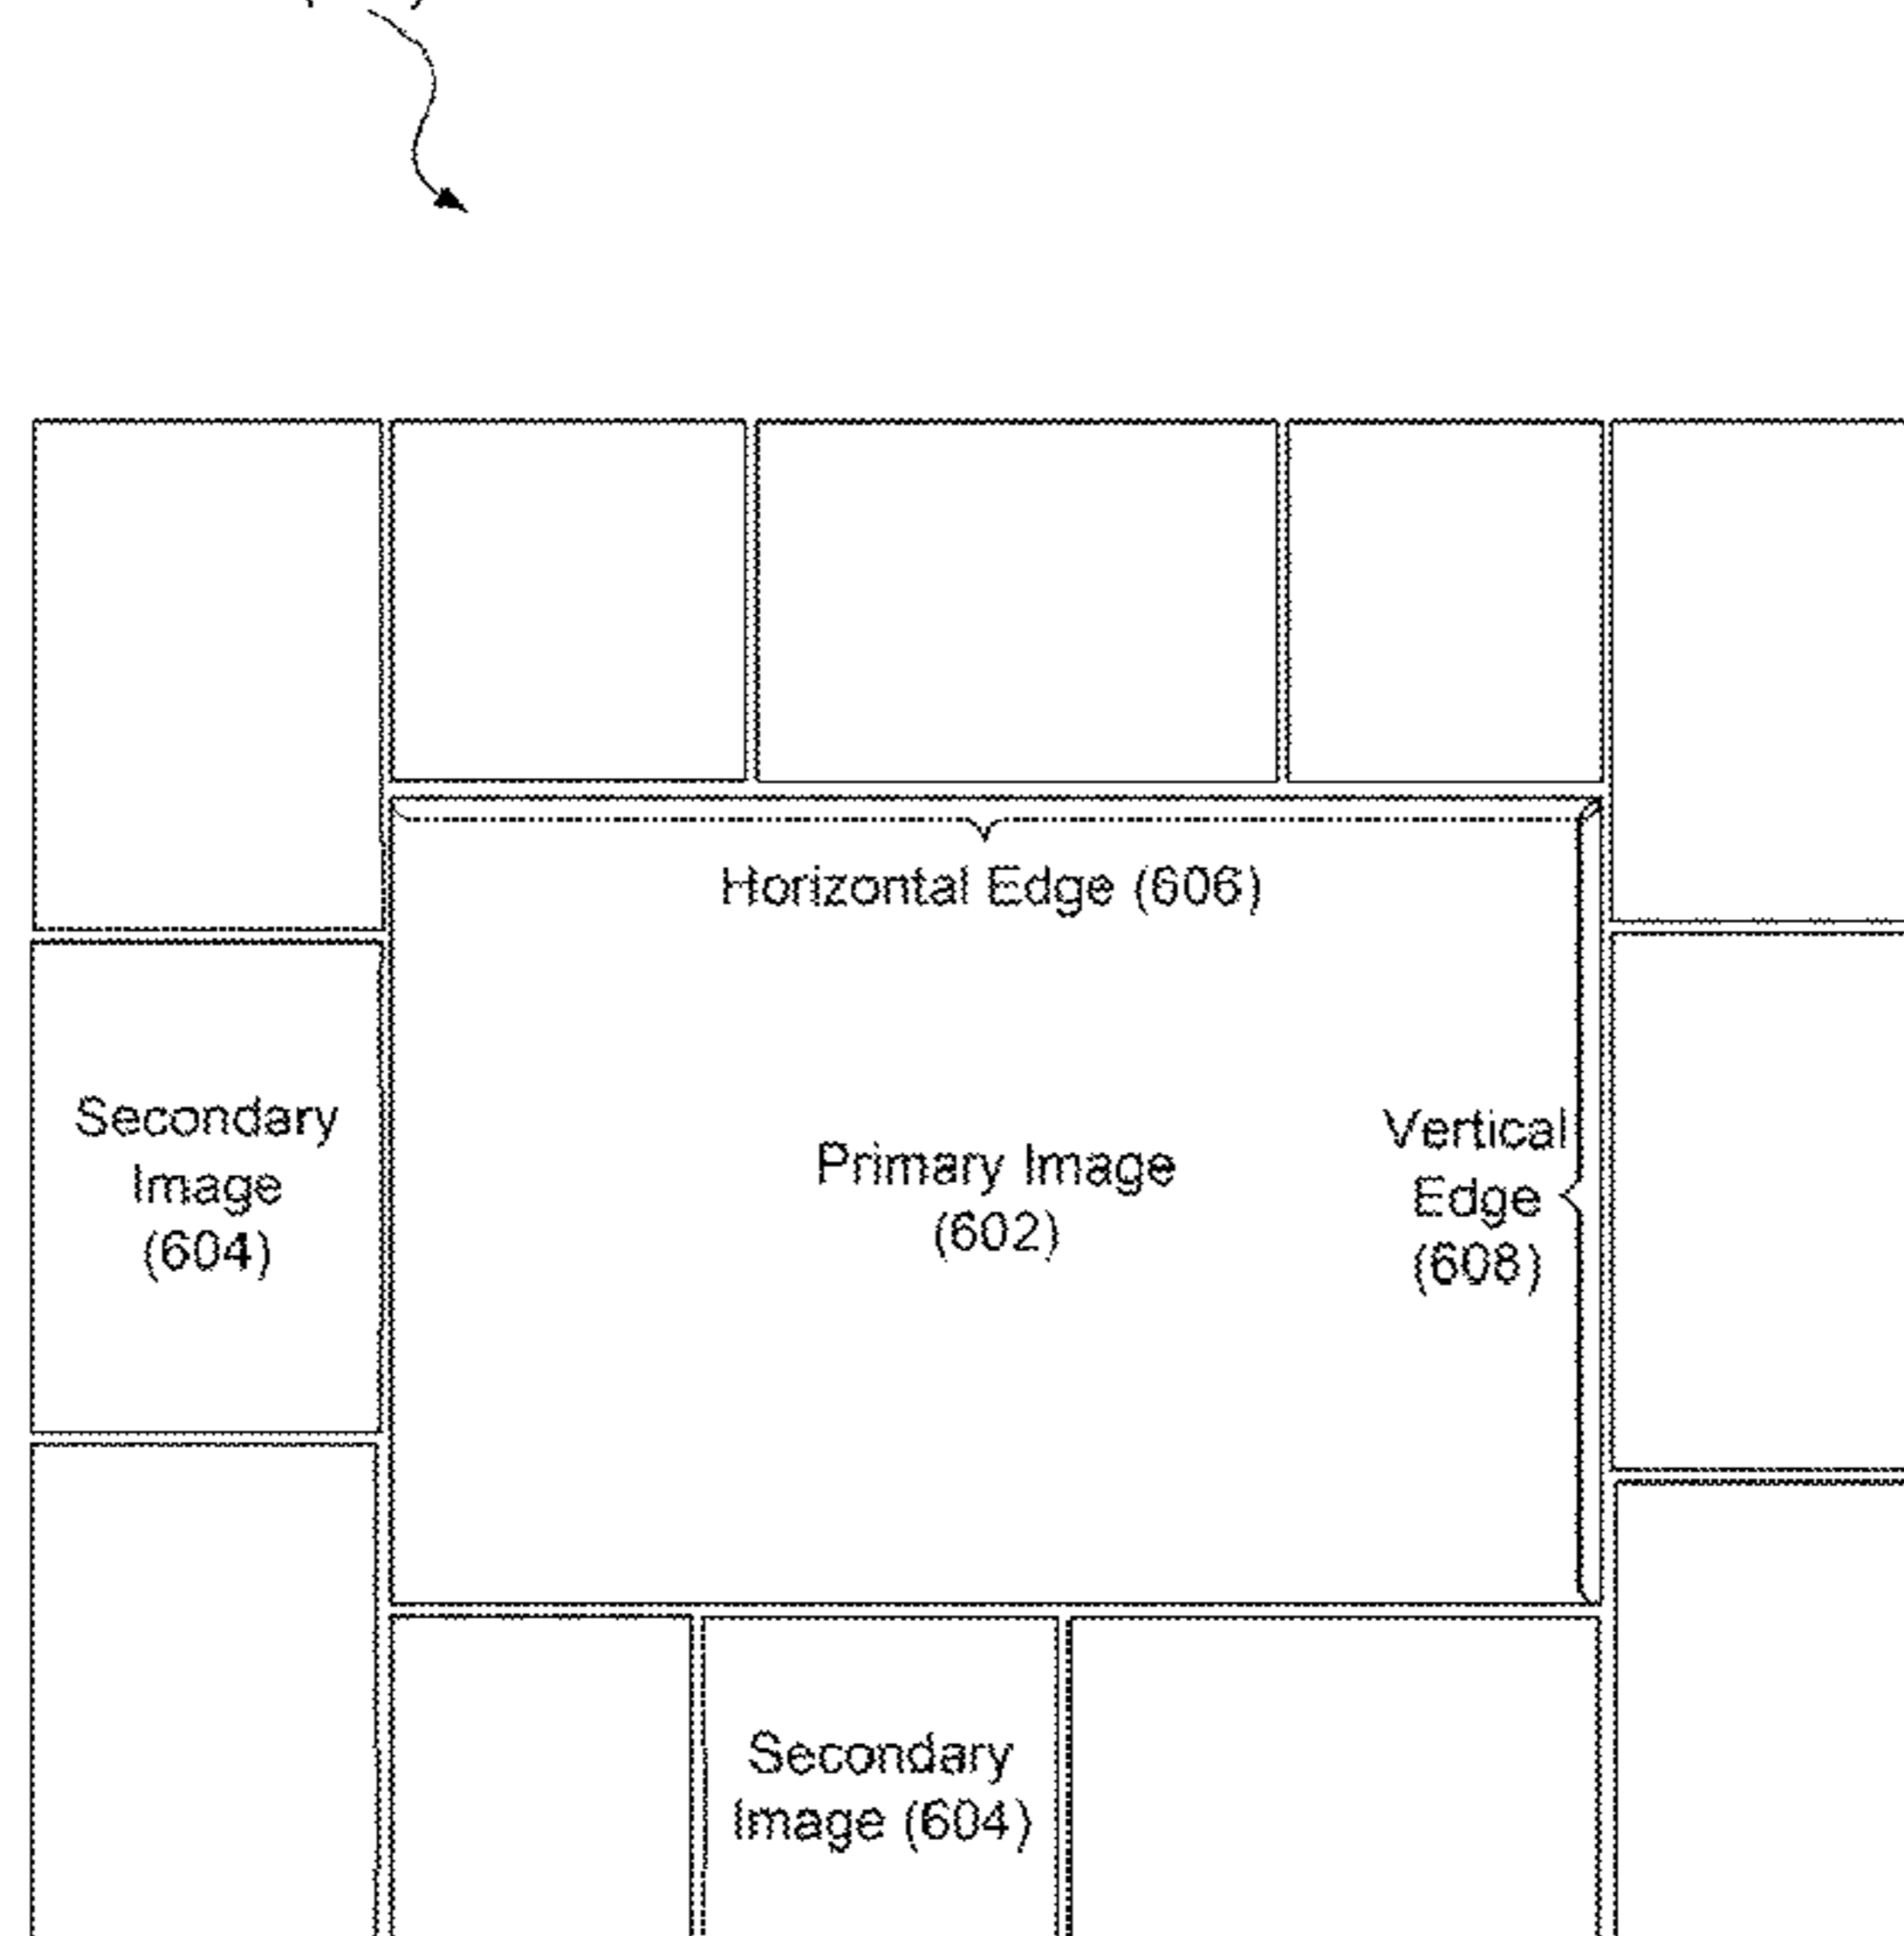 Horizontal Edge (606)
Secondary
Image
(604)
Primary Image
(602)
Vertical
Edge
(608)
Secondary
Image (604)